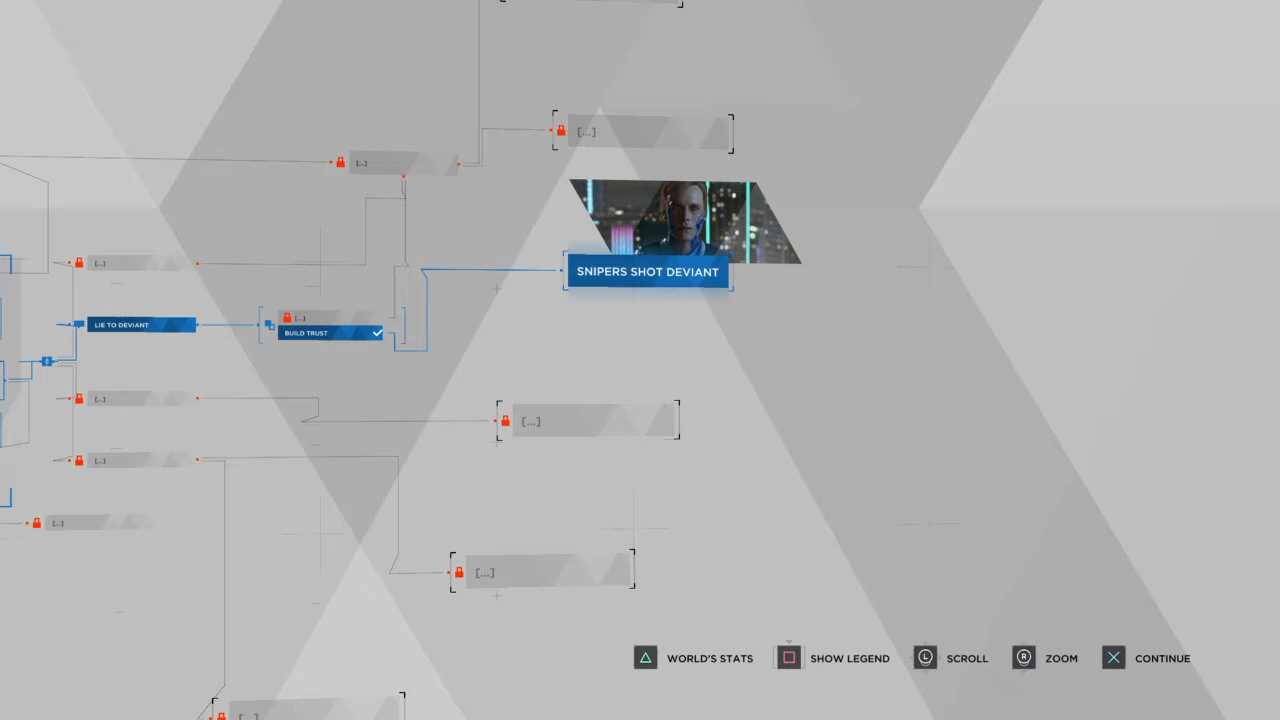 [...]
[...]
SNIPERS SHOT DEVIANT
[...]
[...]
LIE TO DEVIANT
BUILD TRUST
[...]
[...]
[...]
[...]
[...]
[...]
WORLD'S STATS
SHOW LEGEND
L
SCROLL
R
ZOOM
CONTINUE